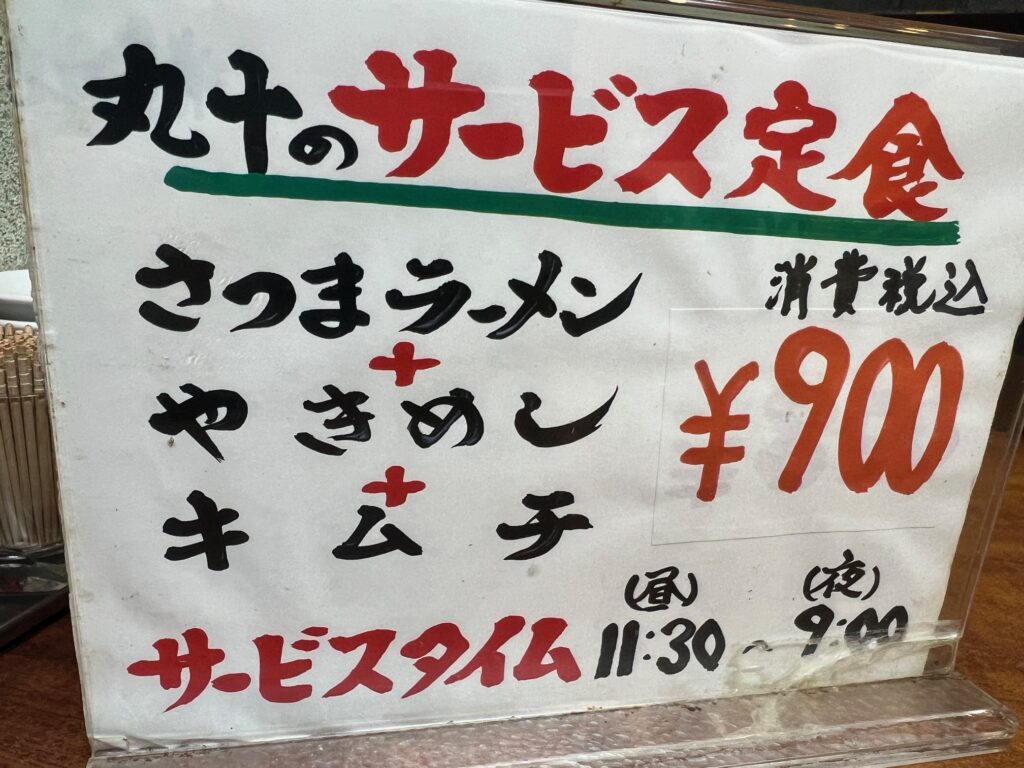 丸十のサービス定食
さつまラーメン
+
やきめし
+
キムチ
消費税込
¥900
サービスタイム (昼)11:30〜(夜)9:00